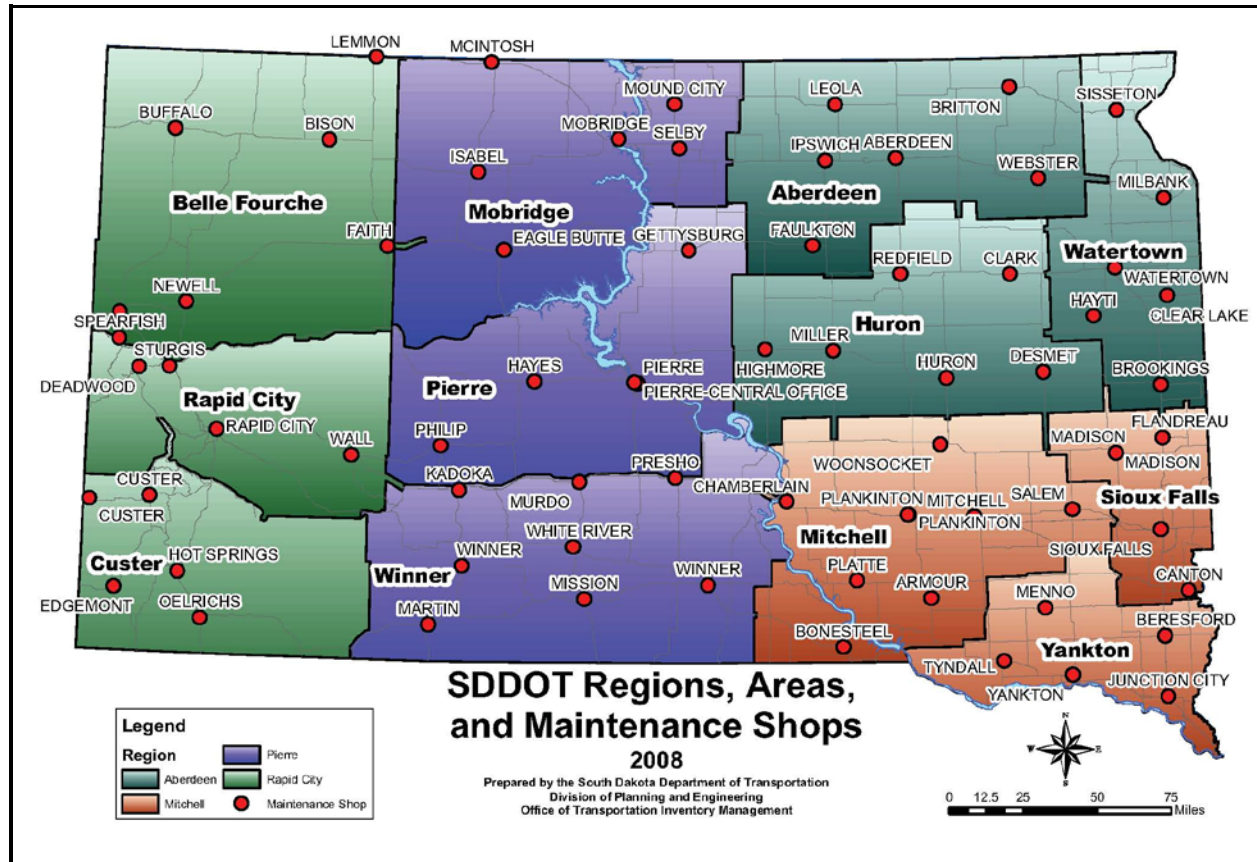 LEMMON
MCINTOSH
BUFFALO
BISON
MOUND CITY
MOBRIDGE
SELBY
ISABEL
LEOLA
BRITTON
SISSETON
IPSWICH
ABERDEEN
WEBSTER
MILBANK
Belle Fourche
Mobridge
Aberdeen
FAITH
EAGLE BUTTE
GETTYSBURG
FAULKTON
REDFIELD
CLARK
Watertown
WATERTOWN
NEWELL
HAYTI
CLEAR LAKE
SPEARFISH
STURGIS
DEADWOOD
Huron
MILLER
HIGHMORE
HURON
DESMET
BROOKINGS
HAYES
PIERRE
PIERRE-CENTRAL OFFICE
Pierre
Rapid City
RAPID CITY
WALL
PHILIP
KADOKA
MURDO
PRESHO
CHAMBERLAIN
WOONSOCKET
MADISON
FLANDREAU
MADISON
CUSTER
CUSTER
PLANKINTON
MITCHELL
PLANKINTON
SALEM
Sioux Falls
SIOUX FALLS
Mitchell
WHITE RIVER
HOT SPRINGS
Custer
WINNER
Winner
MISSION
WINNER
PLATTE
ARMOUR
MENNO
CANTON
EDGEMONT
OELRICHS
MARTIN
BONESTEEL
BERESFORD
TYNDALL
Yankton
YANKTON
JUNCTION CITY
SDDOT Regions, Areas,
and Maintenance Shops
2008
Prepared by the South Dakota Department of Transportation
Division of Planning and Engineering
Office of Transportation Inventory Management
Legend
Region
Aberdeen
Mitchell
Pierre
Rapid City
Maintenance Shop
N
W
E
S
0 12.5 25 50 75
Miles